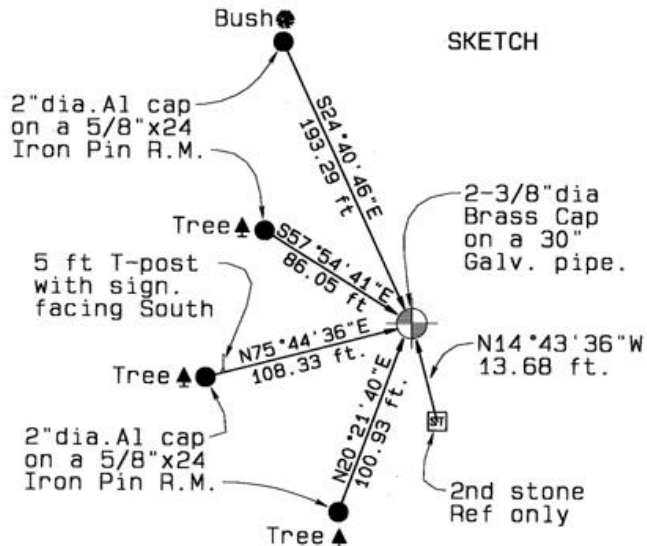 Bush
SKETCH
2"dia.Al cap
on a 5/8"x24
Iron Pin R.M.
S24°40'46"E
193.29 ft
2-3/8"dia
Brass Cap
on a 30"
Galv. pipe.
Tree
S57°54'41"E
86.05 ft
5 ft T-post
with sign.
facing South
N75°44'36"E
108.33 ft.
N14°43'36"W
13.68 ft.
Tree
N20°21'40"E
100.93 ft.
ST
2"dia.Al cap
on a 5/8"x24
Iron Pin R.M.
2nd stone
Ref only
Tree